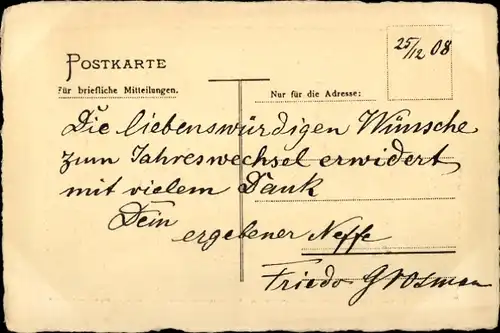 25/12 08
POSTKARTE
Für briefliche Mitteilungen.
Nur für die Adresse:
Die liebenswürdigen Wünsche
zum Jahreswechsel erwidert
mit vielem Dank
Dein
ergebener Neffe
Friedo